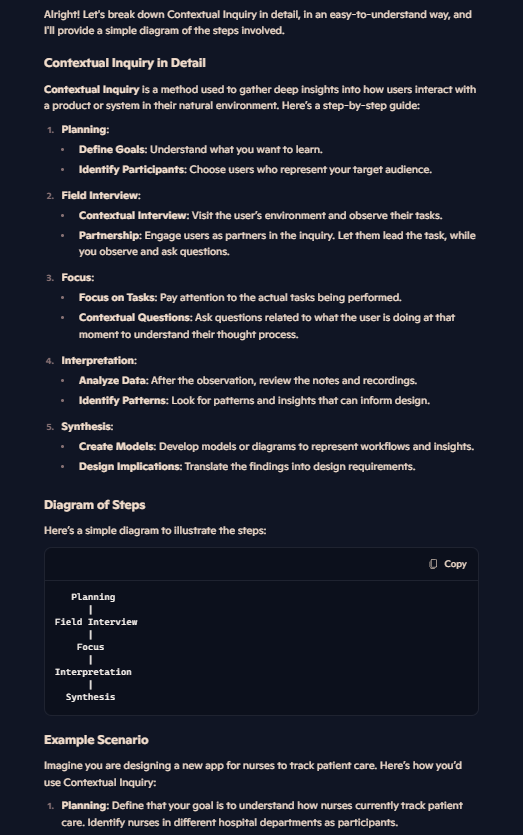 Alright! Let's break down Contextual Inquiry in detail, in an easy-to-understand way, and
I'll provide a simple diagram of the steps involved.
Contextual Inquiry in Detail
Contextual Inquiry is a method used to gather deep insights into how users interact with
a product or system in their natural environment. Here's a step-by-step guide:
1. Planning:
• Define Goals: Understand what you want to learn.
• Identify Participants: Choose users who represent your target audience.
2. Field Interview:
• Contextual Interview: Visit the user's environment and observe their tasks.
• Partnership: Engage users as partners in the inquiry. Let them lead the task, while
you observe and ask questions.
3. Focus:
• Focus on Tasks: Pay attention to the actual tasks being performed.
• Contextual Questions: Ask questions related to what the user is doing at that
moment to understand their thought process.
4. Interpretation:
• Analyze Data: After the observation, review the notes and recordings.
• Identify Patterns: Look for patterns and insights that can inform design.
5. Synthesis:
• Create Models: Develop models or diagrams to represent workflows and insights.
• Design Implications: Translate the findings into design requirements.
Diagram of Steps
Here's a simple diagram to illustrate the steps:
Copy
Planning
|
Field Interview
|
Focus
|
Interpretation
|
Synthesis
Example Scenario
Imagine you are designing a new app for nurses to track patient care. Here's how you'd
use Contextual Inquiry:
1. Planning: Define that your goal is to understand how nurses currently track patient
care. Identify nurses in different hospital departments as participants.